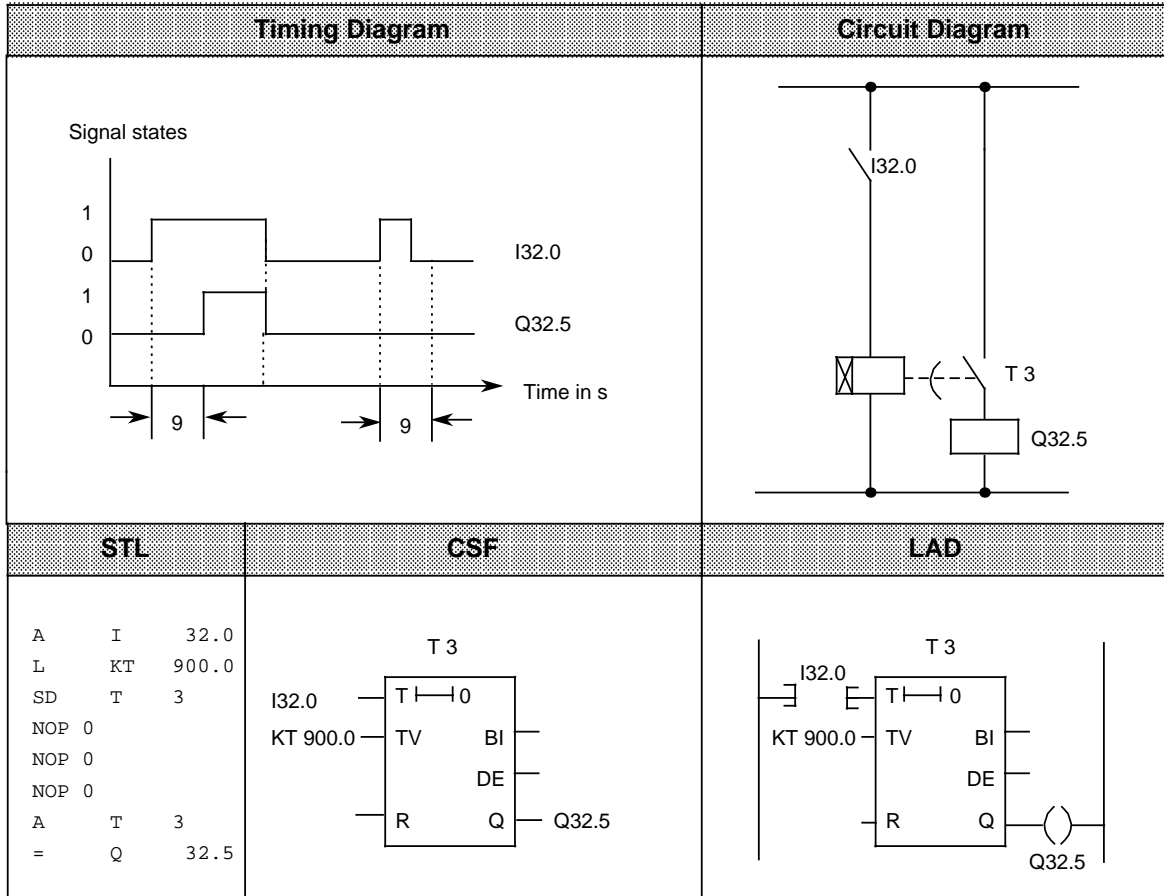 Timing Diagram
Circuit Diagram
Signal states
1
0
I32.0
1
0
Q32.5
Time in s
9
9
I32.0
T 3
Q32.5
STL
CSF
LAD
A I 32.0
L KT 900.0
SD T 3
NOP 0
NOP 0
NOP 0
A T 3
= Q 32.5
T 3
I32.0
T 0
KT 900.0
TV BI
DE
R Q
Q32.5
T 3
I32.0
T 0
KT 900.0
TV BI
DE
R Q
Q32.5